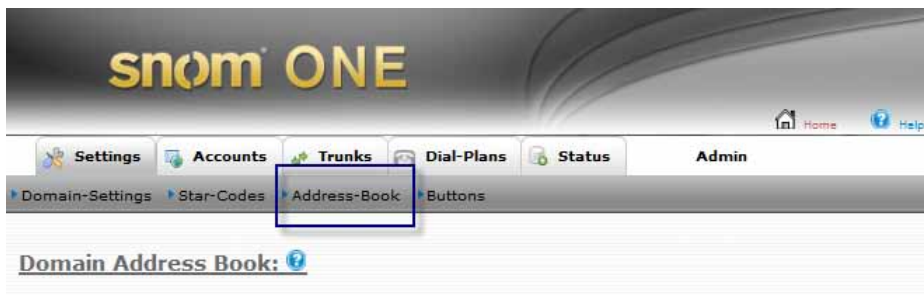 snom ONE
Home Help
Settings Accounts Trunks Dial-Plans Status Admin
Domain-Settings Star-Codes Address-Book Buttons
Domain Address Book: